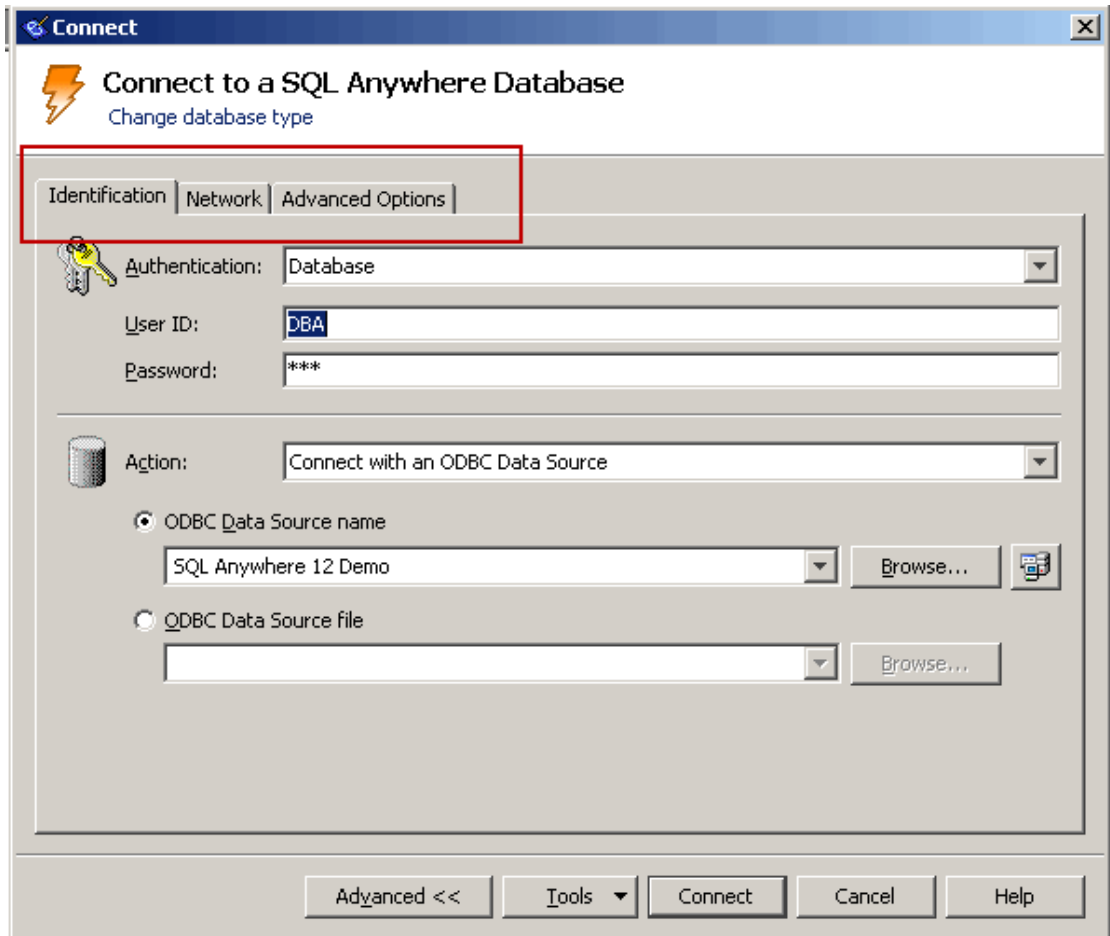 Connect
Connect to a SQL Anywhere Database
Change database type
Identification Network Advanced Options
Authentication: Database
User ID: DBA
Password: ***
Action: Connect with an ODBC Data Source
ODBC Data Source name
SQL Anywhere 12 Demo Browse...
ODBC Data Source file
Browse...
Advanced << Tools Connect Cancel Help